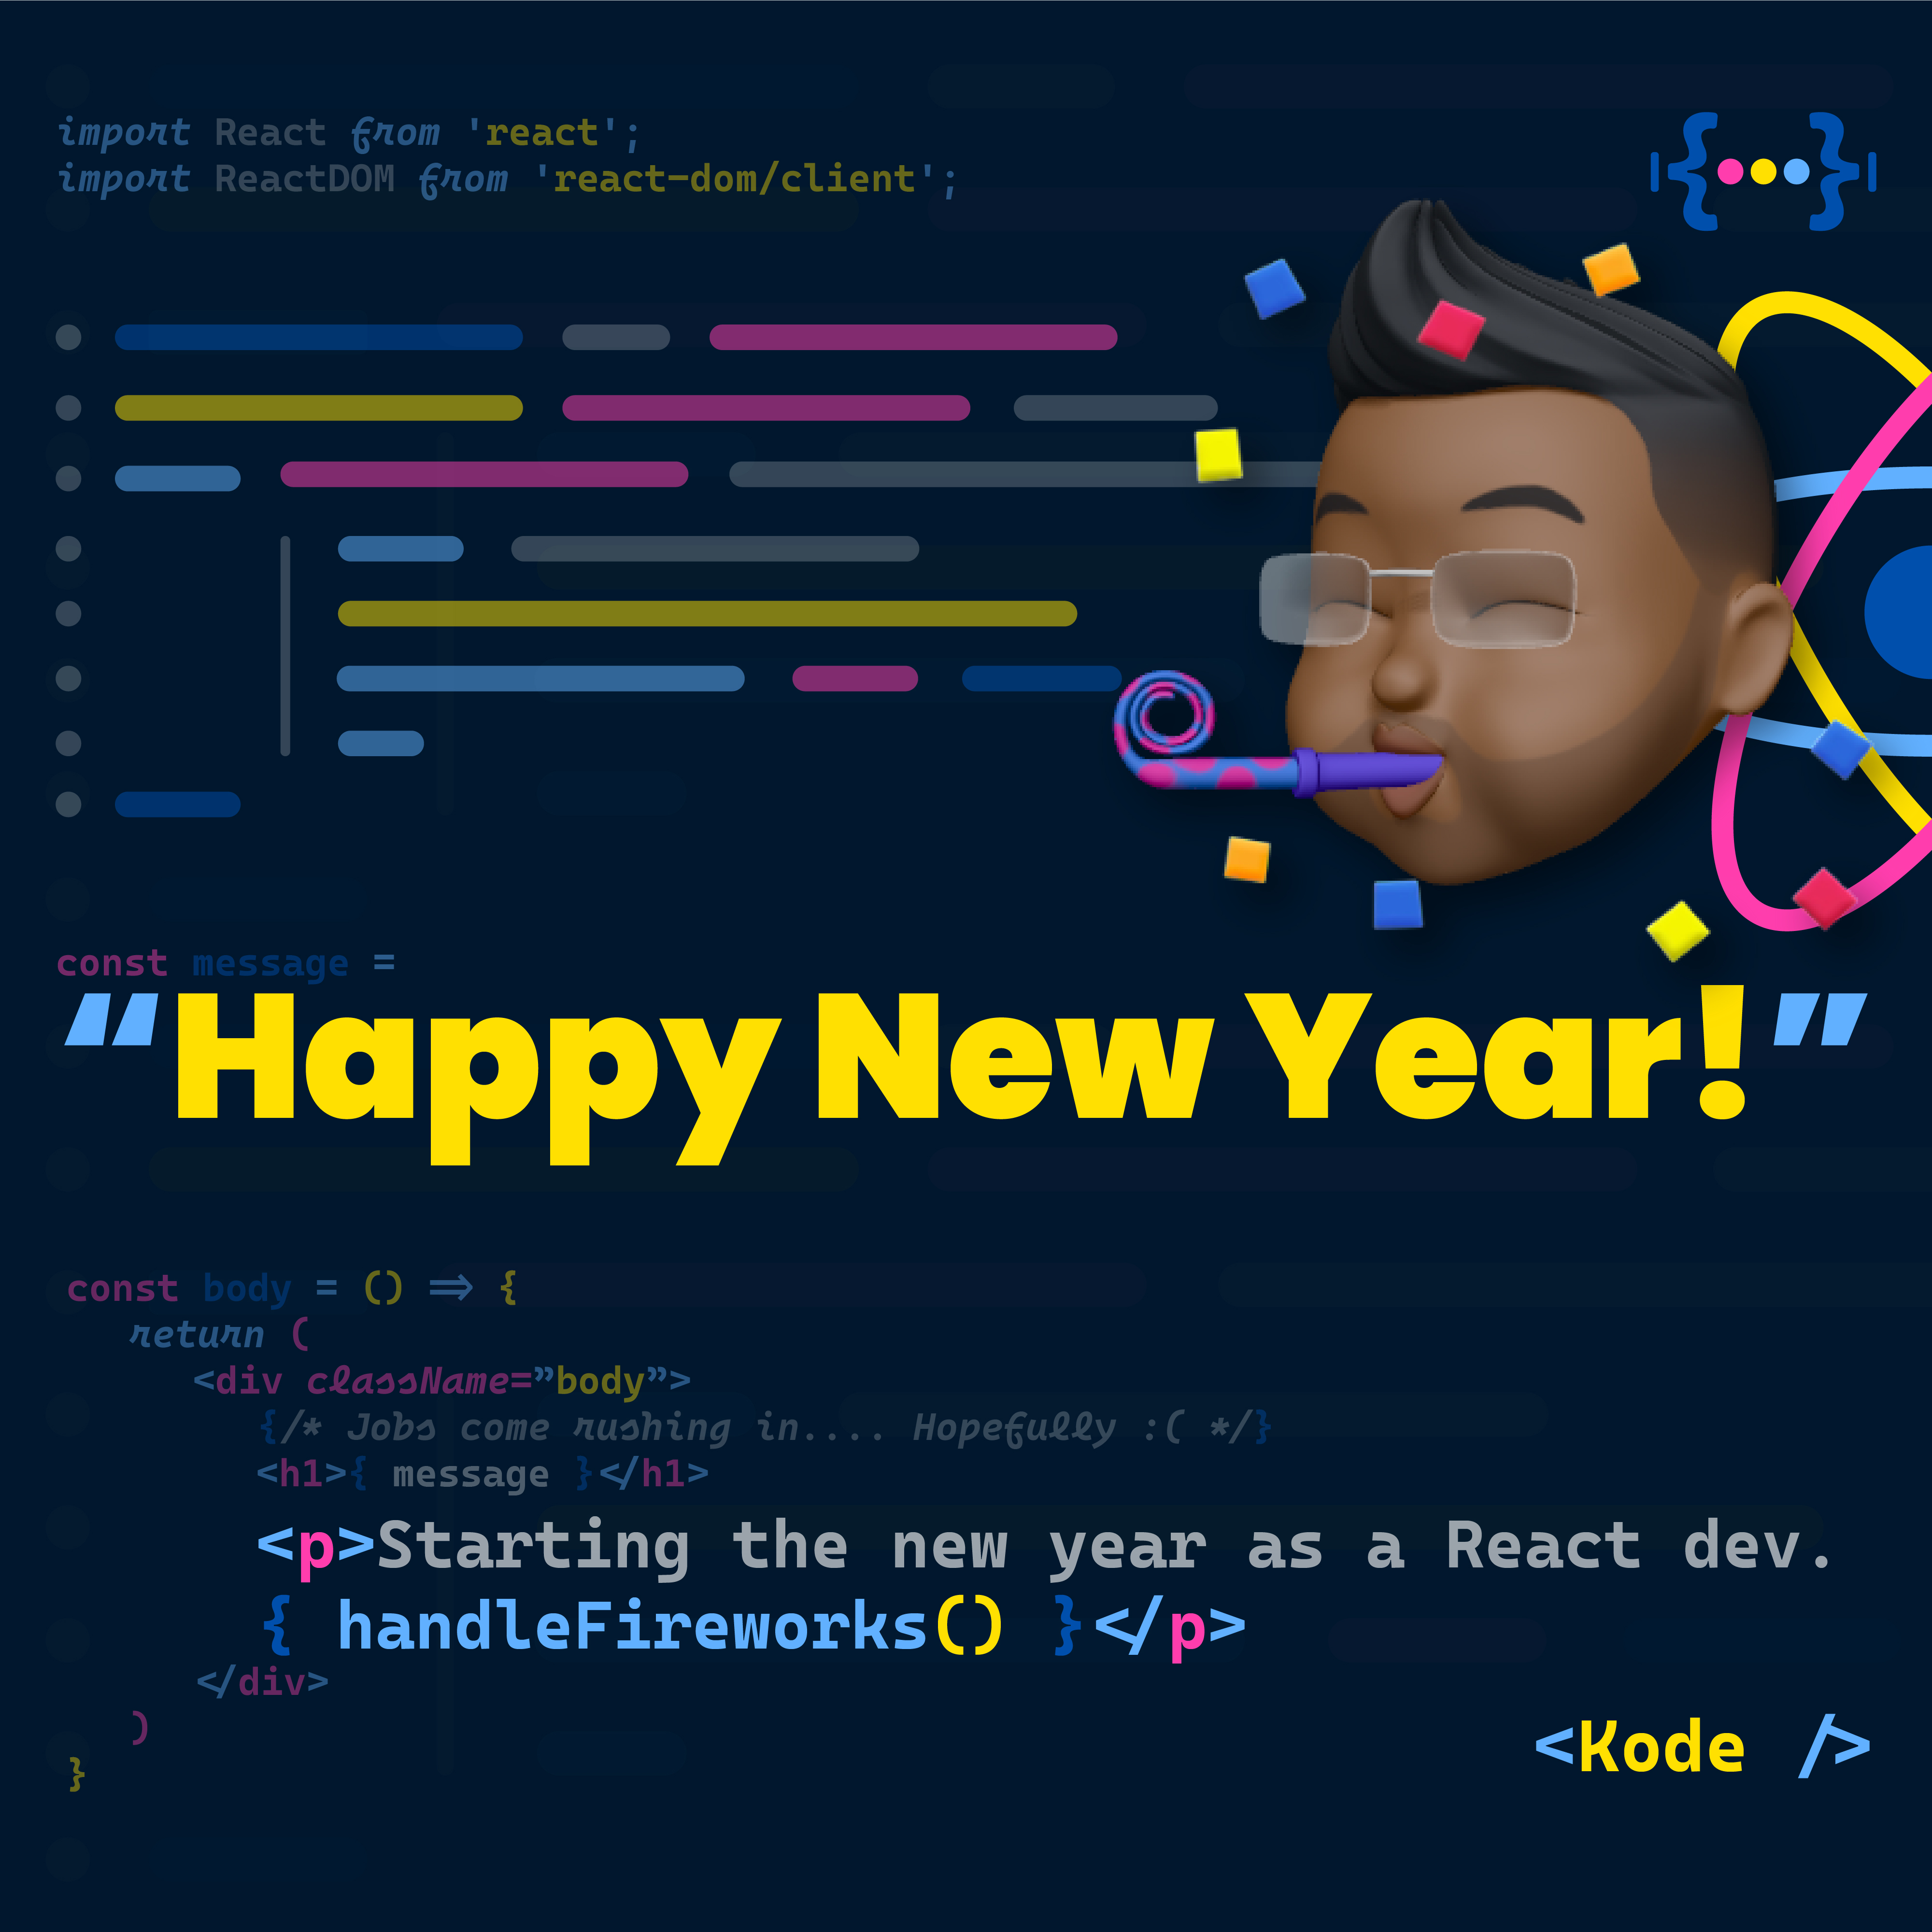 import React from 'react';
import ReactDOM from 'react-dom/client';
|{...}|
const message =
“Happy New Year!”
const body = () => {
return (
<div className=”body”>
{/* Jobs come rushing in.... Hopefully :( */}
<h1>{ message }</h1>
<p>Starting the new year as a React dev.
{ handleFireworks() }</p>
</div>
)
}
<Kode />